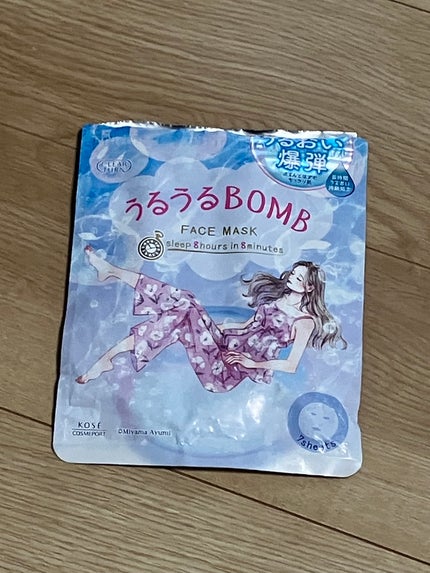 CLEAR
TURN
うるおい
爆弾
うるうるBOMB
FACE MASK
sleep 8hours in 8minutes
7sheets
KOSÉ
COSMEPORT
©Miyama Ayumi